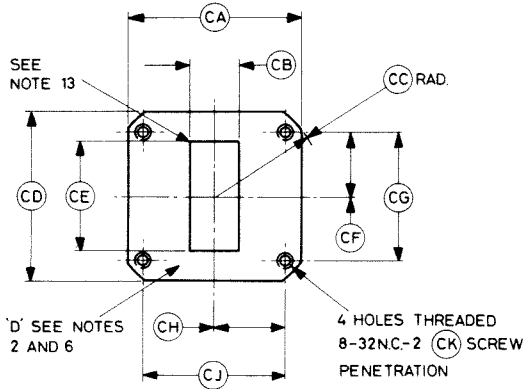 CA
SEE
NOTE 13
CB
CC RAD.
CD
CE
CF
CG
'D' SEE NOTES
2 AND 6
CH
CJ
4 HOLES THREADED
8-32N.C.-2 CK SCREW
PENETRATION